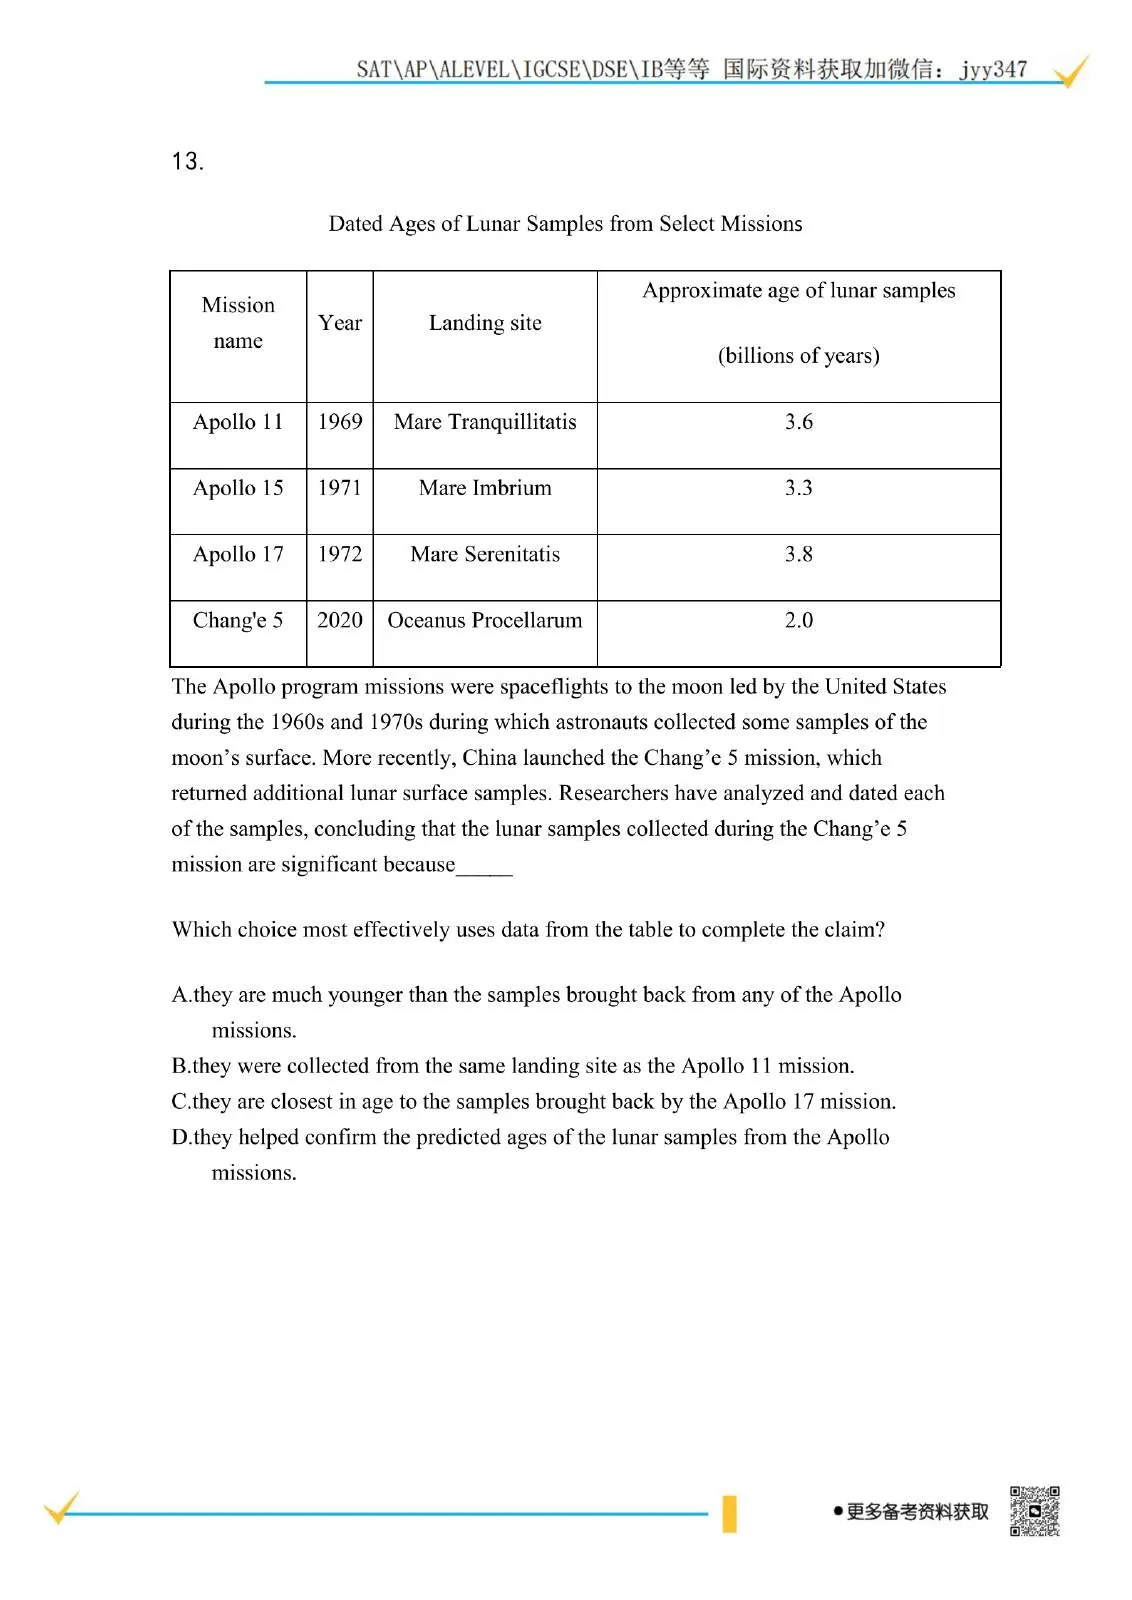 SAT\AP\ALEVEL\IGCSE\DSE\IB等等 国际资料获取加微信：jyy347
13.
Dated Ages of Lunar Samples from Select Missions
Mission name Year Landing site Approximate age of lunar samples (billions of years)
Apollo 11 1969 Mare Tranquillitatis 3.6
Apollo 15 1971 Mare Imbrium 3.3
Apollo 17 1972 Mare Serenitatis 3.8
Chang'e 5 2020 Oceanus Procellarum 2.0
The Apollo program missions were spaceflights to the moon led by the United States
during the 1960s and 1970s during which astronauts collected some samples of the
moon’s surface. More recently, China launched the Chang’e 5 mission, which
returned additional lunar surface samples. Researchers have analyzed and dated each
of the samples, concluding that the lunar samples collected during the Chang’e 5
mission are significant because_____
Which choice most effectively uses data from the table to complete the claim?
A.they are much younger than the samples brought back from any of the Apollo
missions.
B.they were collected from the same landing site as the Apollo 11 mission.
C.they are closest in age to the samples brought back by the Apollo 17 mission.
D.they helped confirm the predicted ages of the lunar samples from the Apollo
missions.
●更多备考资料获取